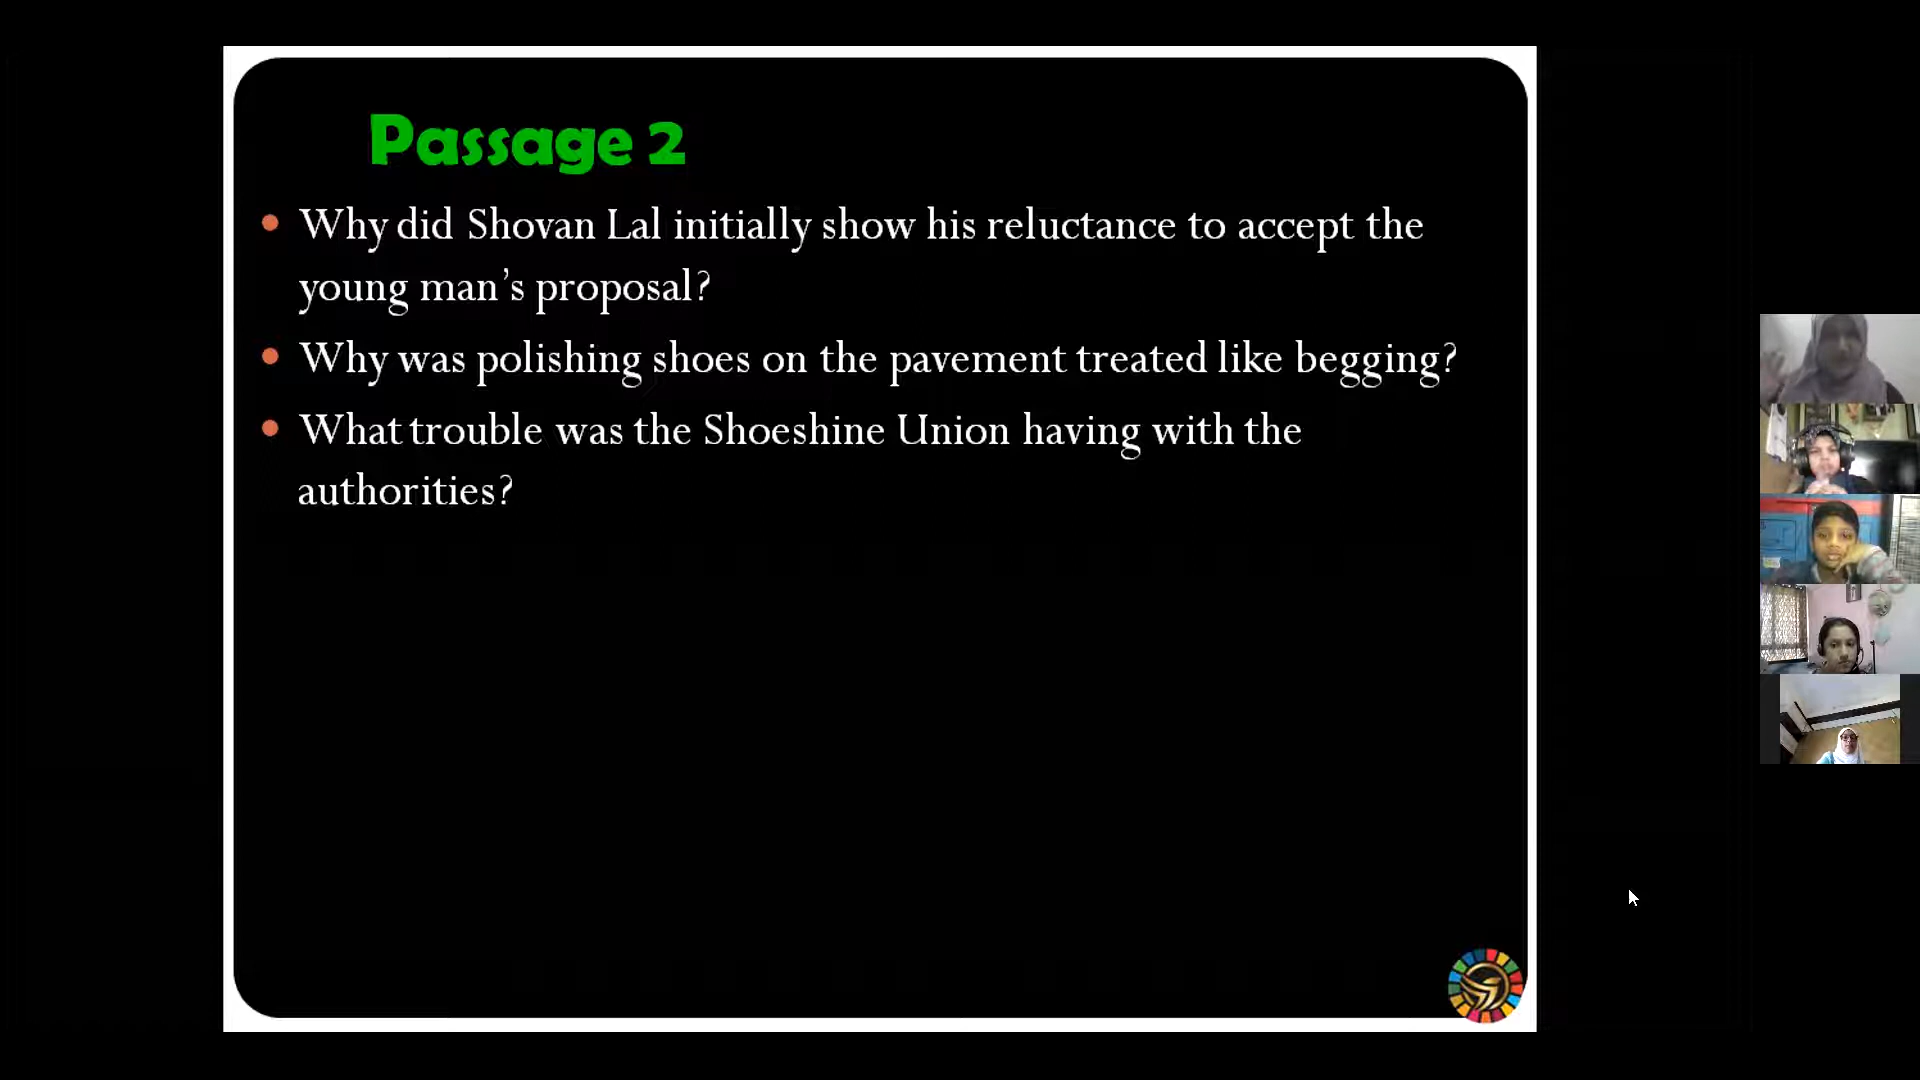 Passage 2
Why did Shovan Lal initially show his reluctance to accept the
young man’s proposal?
Why was polishing shoes on the pavement treated like begging?
What trouble was the Shoeshine Union having with the
authorities?